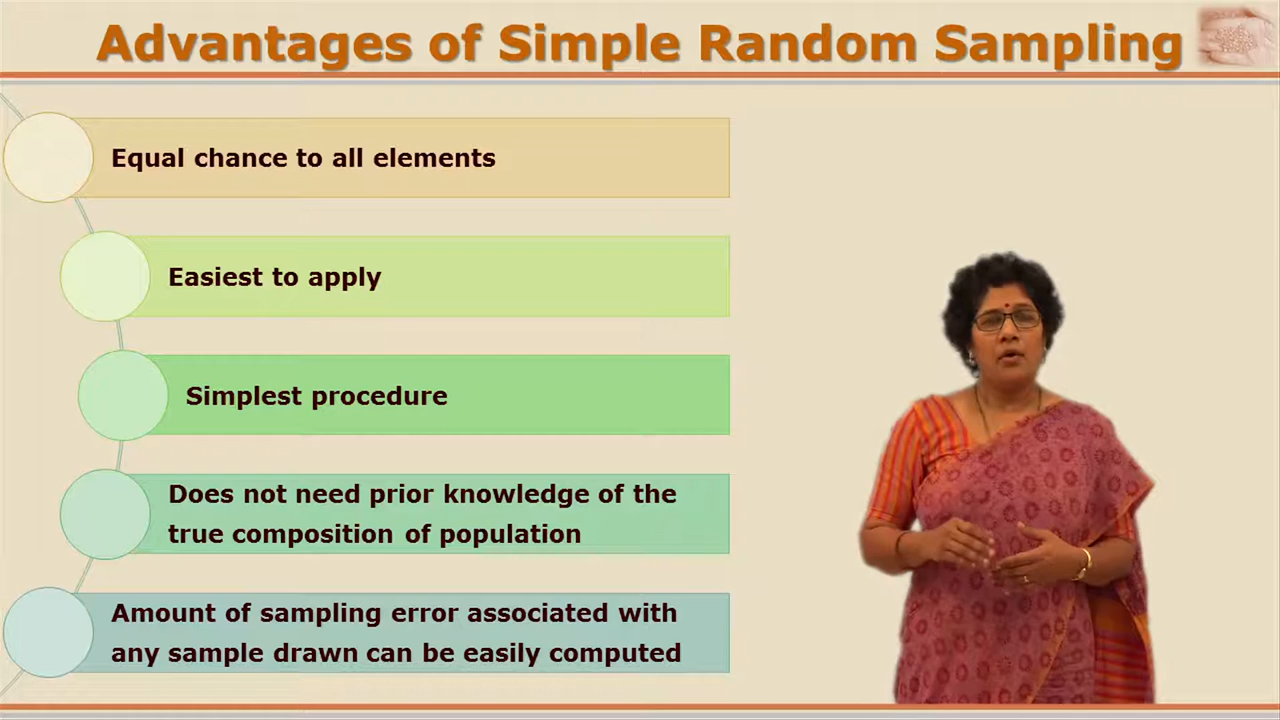 Advantages of Simple Random Sampling
Equal chance to all elements
Easiest to apply
Simplest procedure
Does not need prior knowledge of the
true composition of population
Amount of sampling error associated with
any sample drawn can be easily computed